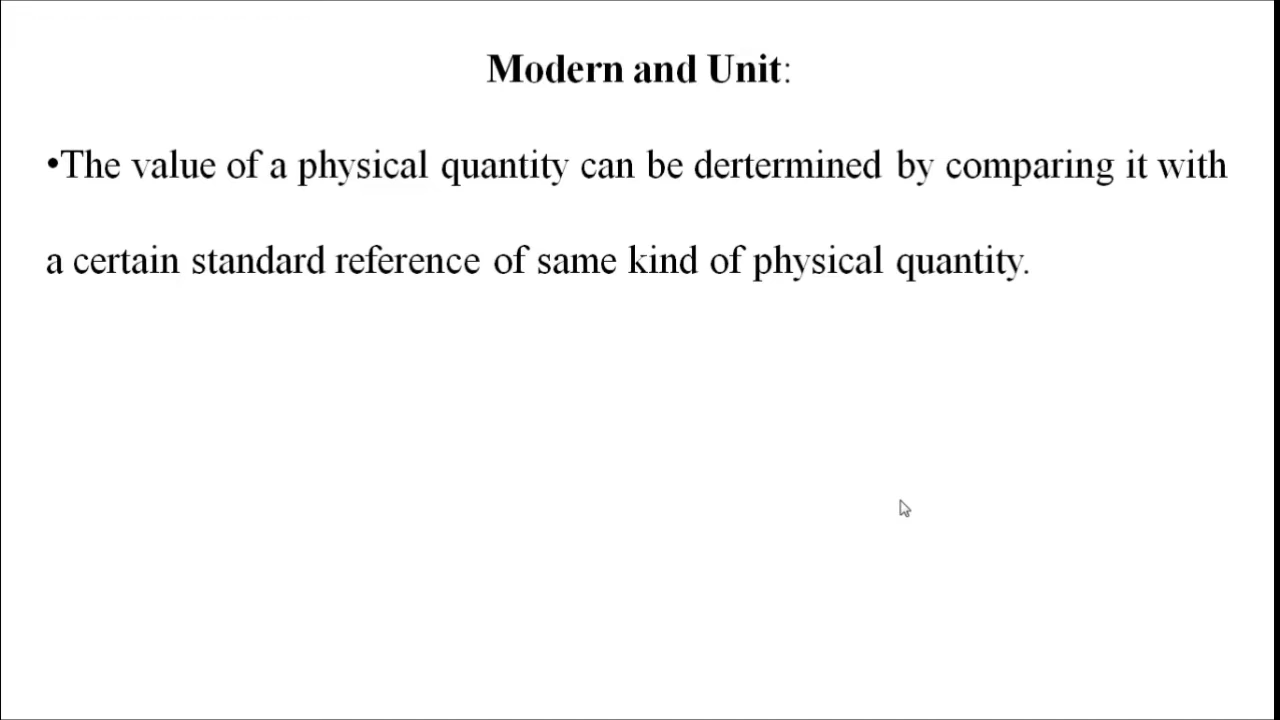 Modern and Unit:
•The value of a physical quantity can be dertermined by comparing it with
a certain standard reference of same kind of physical quantity.